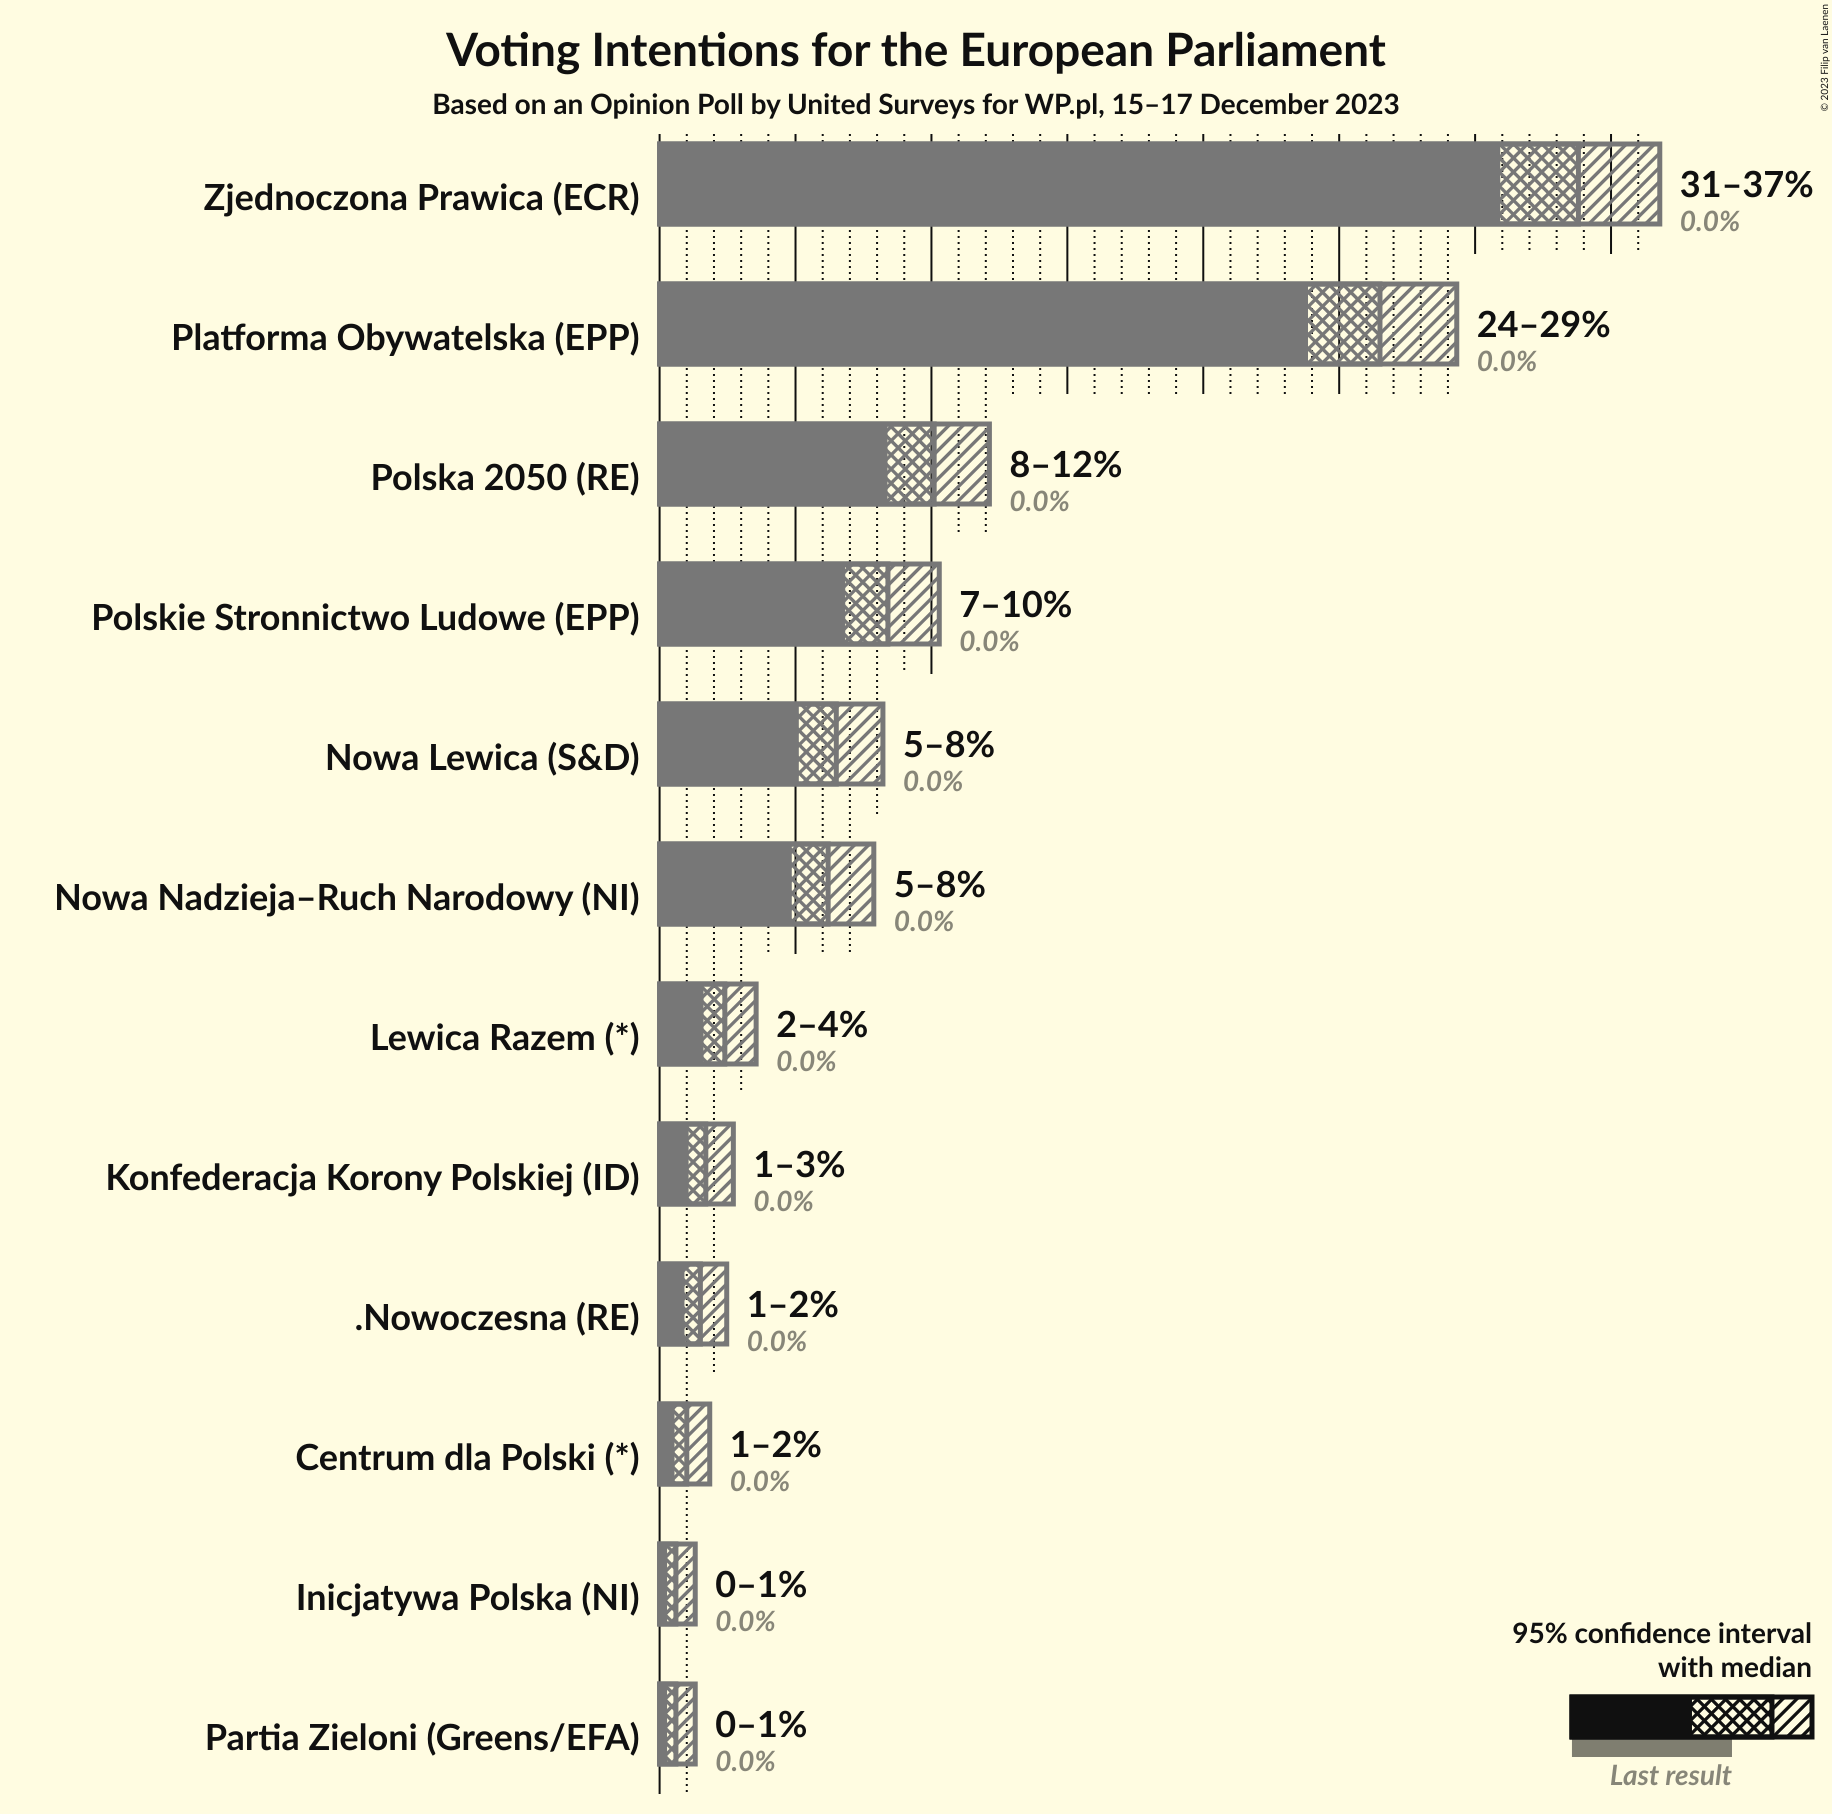 Voting Intentions for the European Parliament
Based on an Opinion Poll by United Surveys for WP.pl, 15–17 December 2023
© 2023 Filip van Laenen
Zjednoczona Prawica (ECR)
31–37%
0.0%
Platforma Obywatelska (EPP)
24–29%
0.0%
Polska 2050 (RE)
8–12%
0.0%
Polskie Stronnictwo Ludowe (EPP)
7–10%
0.0%
Nowa Lewica (S&D)
5–8%
0.0%
Nowa Nadzieja–Ruch Narodowy (NI)
5–8%
0.0%
Lewica Razem (*)
2–4%
0.0%
Konfederacja Korony Polskiej (ID)
1–3%
0.0%
.Nowoczesna (RE)
1–2%
0.0%
Centrum dla Polski (*)
1–2%
0.0%
Inicjatywa Polska (NI)
0–1%
0.0%
Partia Zieloni (Greens/EFA)
0–1%
0.0%
95% confidence interval
with median
Last result